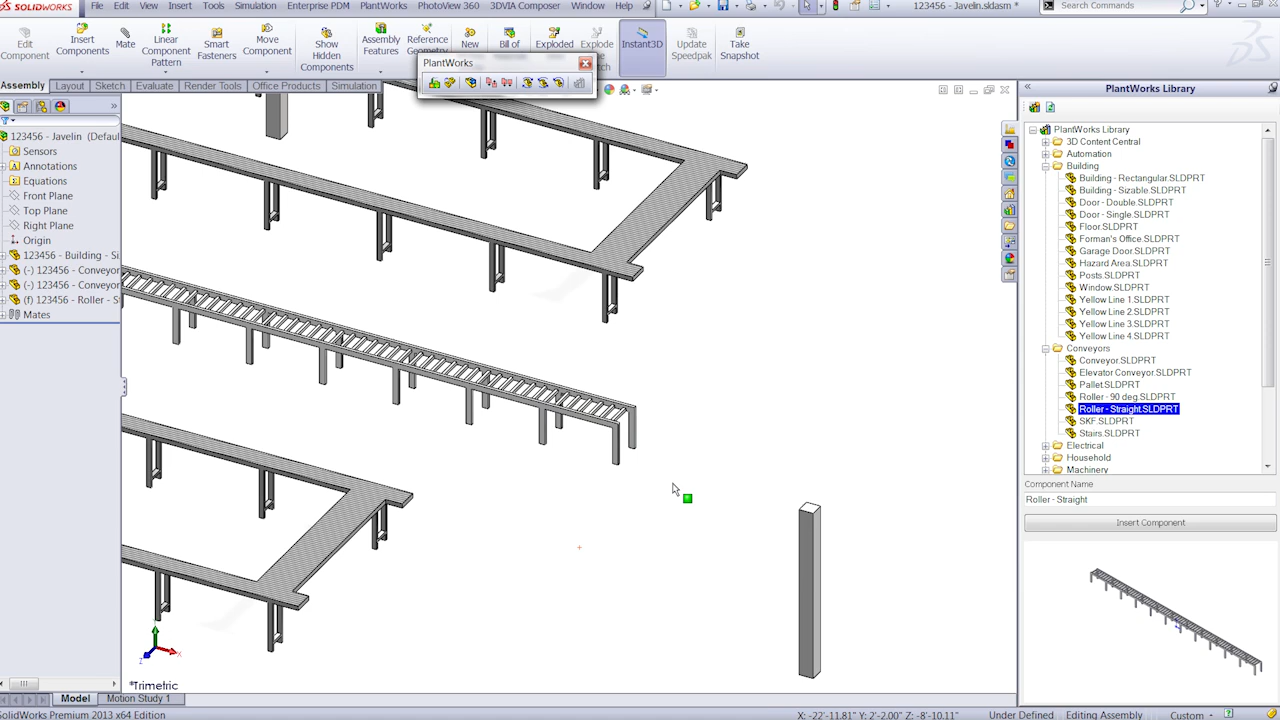 SOLIDWORKS File Edit View Insert Tools Simulation Enterprise PDM PlantWorks PhotoView 360 3DVIA Composer Window Help 123456 - Javelin.sldasm * Search Commands
Edit Component
Insert Components
Mate
Linear Component Pattern
Smart Fasteners
Move Component
Show Hidden Components
Assembly Features
Reference
New
Bill of
Exploded
Explode
Instant3D
Update Speedpak
Take Snapshot
PlantWorks
Assembly Layout Sketch Evaluate Render Tools Office Products Simulation
123456 - Javelin (Defau
Sensors
Annotations
Equations
Front Plane
Top Plane
Right Plane
Origin
123456 - Building - Si
(-) 123456 - Conveyor
(-) 123456 - Conveyor
(f) 123456 - Roller - S
Mates
PlantWorks Library
PlantWorks Library
3D Content Central
Automation
Building
Building - Rectangular.SLDPRT
Building - Sizable.SLDPRT
Door - Double.SLDPRT
Door - Single.SLDPRT
Floor.SLDPRT
Forman's Office.SLDPRT
Garage Door.SLDPRT
Hazard Area.SLDPRT
Posts.SLDPRT
Window.SLDPRT
Yellow Line 1.SLDPRT
Yellow Line 2.SLDPRT
Yellow Line 3.SLDPRT
Yellow Line 4.SLDPRT
Conveyors
Conveyor.SLDPRT
Elevator Conveyor.SLDPRT
Pallet.SLDPRT
Roller - 90 deg.SLDPRT
Roller - Straight.SLDPRT
SKF.SLDPRT
Stairs.SLDPRT
Electrical
Household
Machinery
Component Name
Roller - Straight
Insert Component
Y
X
Z
*Trimetric
Model Motion Study 1
SolidWorks Premium 2013 x64 Edition X: -22'-11.81" Y: 2'-2.00" Z: -8'-10.11" Under Defined Editing Assembly Custom